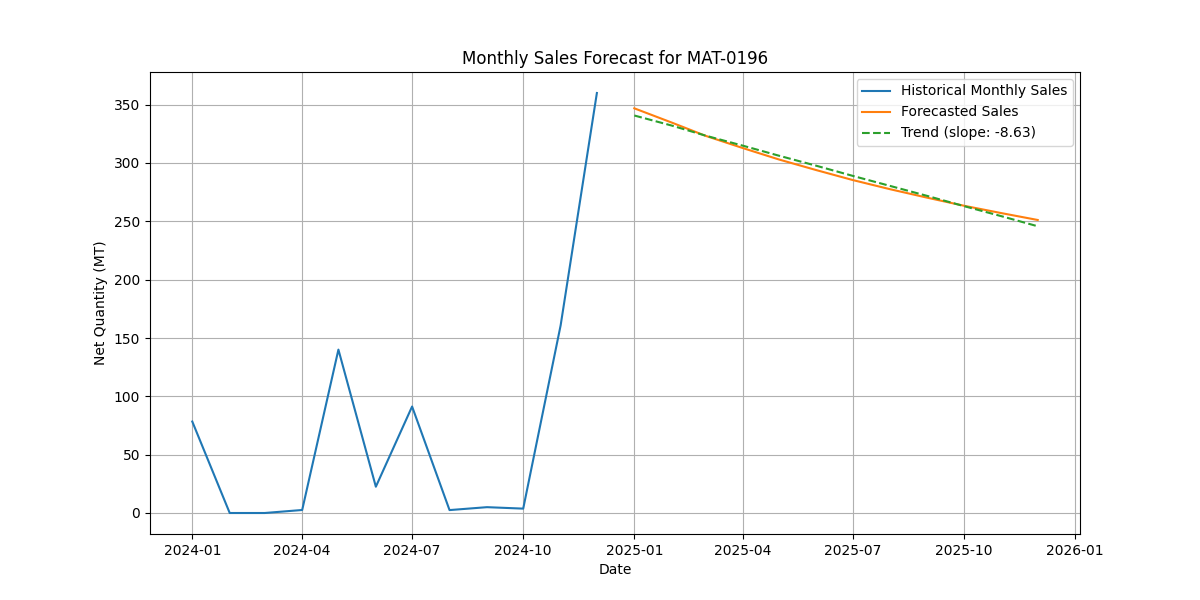 Monthly Sales Forecast for MAT-0196
Historical Monthly Sales
Forecasted Sales
Trend (slope: -8.63)
Net Quantity (MT)
350
300
250
200
150
100
50
0
2024-01
2024-04
2024-07
2024-10
2025-01
2025-04
2025-07
2025-10
2026-01
Date